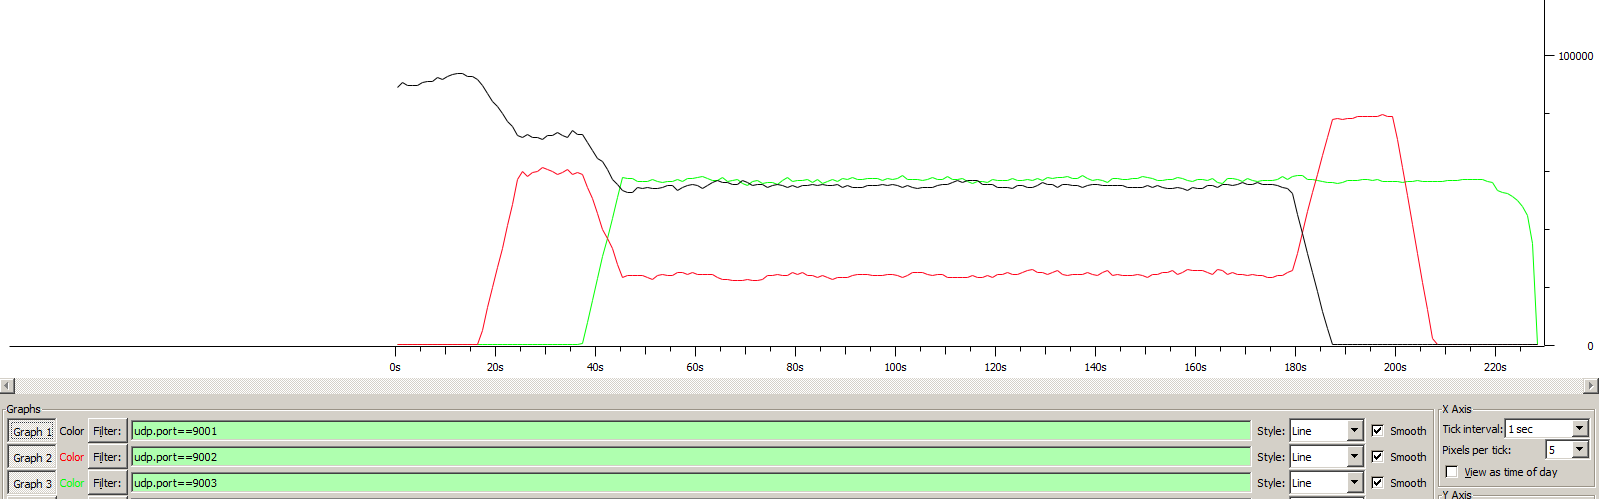 100000
0
0s 20s 40s 60s 80s 100s 120s 140s 160s 180s 200s 220s
Graphs
Graph 1 Color Filter: udp.port==9001 Style: Line Smooth
Graph 2 Color Filter: udp.port==9002 Style: Line Smooth
Graph 3 Color Filter: udp.port==9003 Style: Line Smooth
X Axis
Tick interval: 1 sec
Pixels per tick: 5
View as time of day
Y Axis